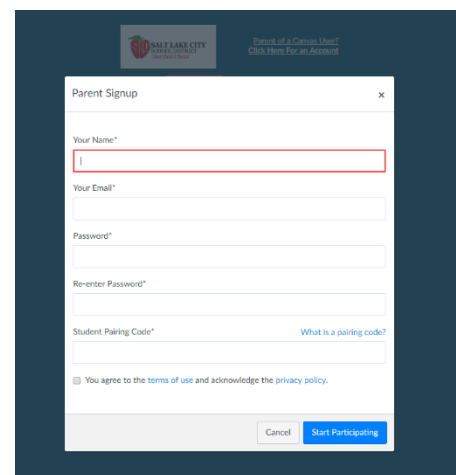 SALT LAKE CITY
SCHOOL DISTRICT
Parent of a Canvas User?
Click Here For an Account
Parent Signup
×
Your Name*
Your Email*
Password*
Re-enter Password*
Student Pairing Code* What is a pairing code?
You agree to the terms of use and acknowledge the privacy policy.
Cancel Start Participating